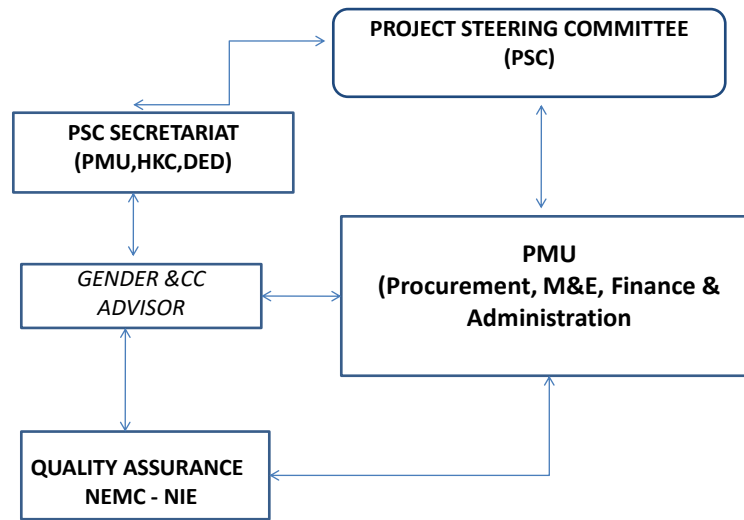 PROJECT STEERING COMMITTEE
(PSC)
PSC SECRETARIAT
(PMU,HKC,DED)
PMU
(Procurement, M&E, Finance &
Administration
GENDER &CC
ADVISOR
QUALITY ASSURANCE
NEMC - NIE